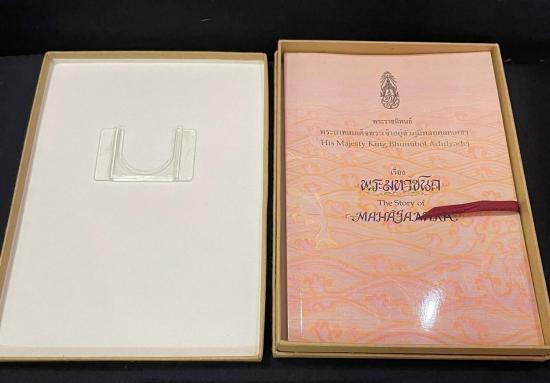 พระราชนิพนธ์
พระบาทสมเด็จพระเจ้าอยู่หัวภูมิพลอดุลยเดช
His Majesty King Bhumibol Adulyadej
เรื่อง
พระมหาชนก
The Story of
MAHAJANAKA